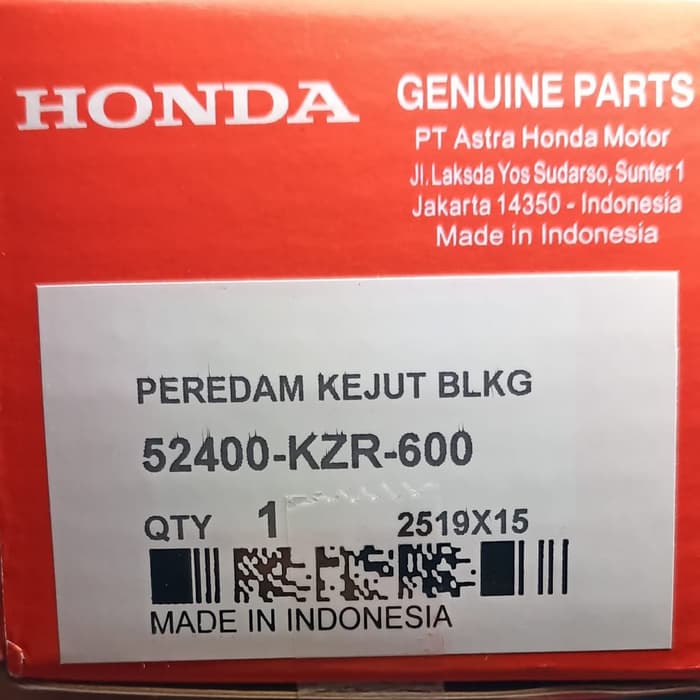 HONDA
GENUINE PARTS
PT Astra Honda Motor
Jl. Laksda Yos Sudarso, Sunter 1
Jakarta 14350 - Indonesia
Made in Indonesia
PEREDAM KEJUT BLKG
52400-KZR-600
QTY 1 2519X15
MADE IN INDONESIA